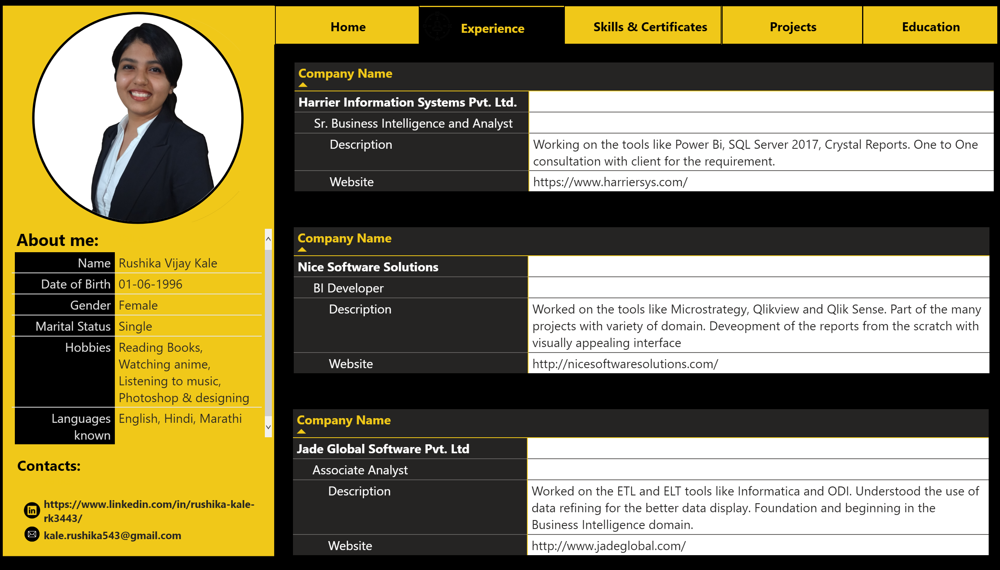 Home
Experience
Skills & Certificates
Projects
Education
About me:
Name Rushika Vijay Kale
Date of Birth 01-06-1996
Gender Female
Marital Status Single
Hobbies Reading Books,
Watching anime,
Listening to music,
Photoshop & designing
Languages English, Hindi, Marathi
known
Contacts:
https://www.linkedin.com/in/rushika-kale-
rk3443/
kale.rushika543@gmail.com
Company Name
Harrier Information Systems Pvt. Ltd.
Sr. Business Intelligence and Analyst
Description Working on the tools like Power Bi, SQL Server 2017, Crystal Reports. One to One
consultation with client for the requirement.
Website https://www.harriersys.com/
Company Name
Nice Software Solutions
BI Developer
Description Worked on the tools like Microstrategy, Qlikview and Qlik Sense. Part of the many
projects with variety of domain. Deveopment of the reports from the scratch with
visually appealing interface
Website http://nicesoftwaresolutions.com/
Company Name
Jade Global Software Pvt. Ltd
Associate Analyst
Description Worked on the ETL and ELT tools like Informatica and ODI. Understood the use of
data refining for the better data display. Foundation and beginning in the
Business Intelligence domain.
Website http://www.jadeglobal.com/